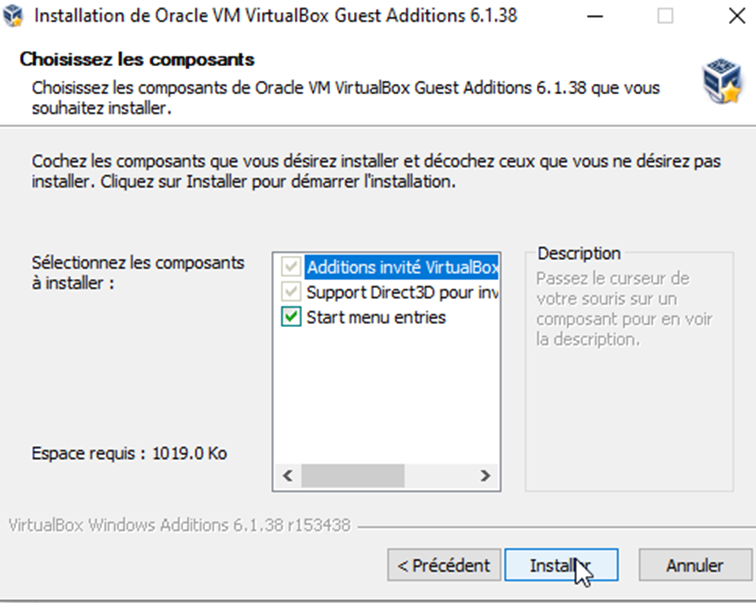 Installation de Oracle VM VirtualBox Guest Additions 6.1.38
Choisissez les composants
Choisissez les composants de Oracle VM VirtualBox Guest Additions 6.1.38 que vous
souhaitez installer.
Cochez les composants que vous désirez installer et décochez ceux que vous ne désirez pas
installer. Cliquez sur Installer pour démarrer l'installation.
Sélectionnez les composants
à installer :
Additions invité VirtualBox
Support Direct3D pour inv
Start menu entries
Description
Passez le curseur de
votre souris sur un
composant pour en voir
la description.
Espace requis : 1019.0 Ko
VirtualBox Windows Additions 6.1.38 r153438
< Précédent
Installer
Annuler